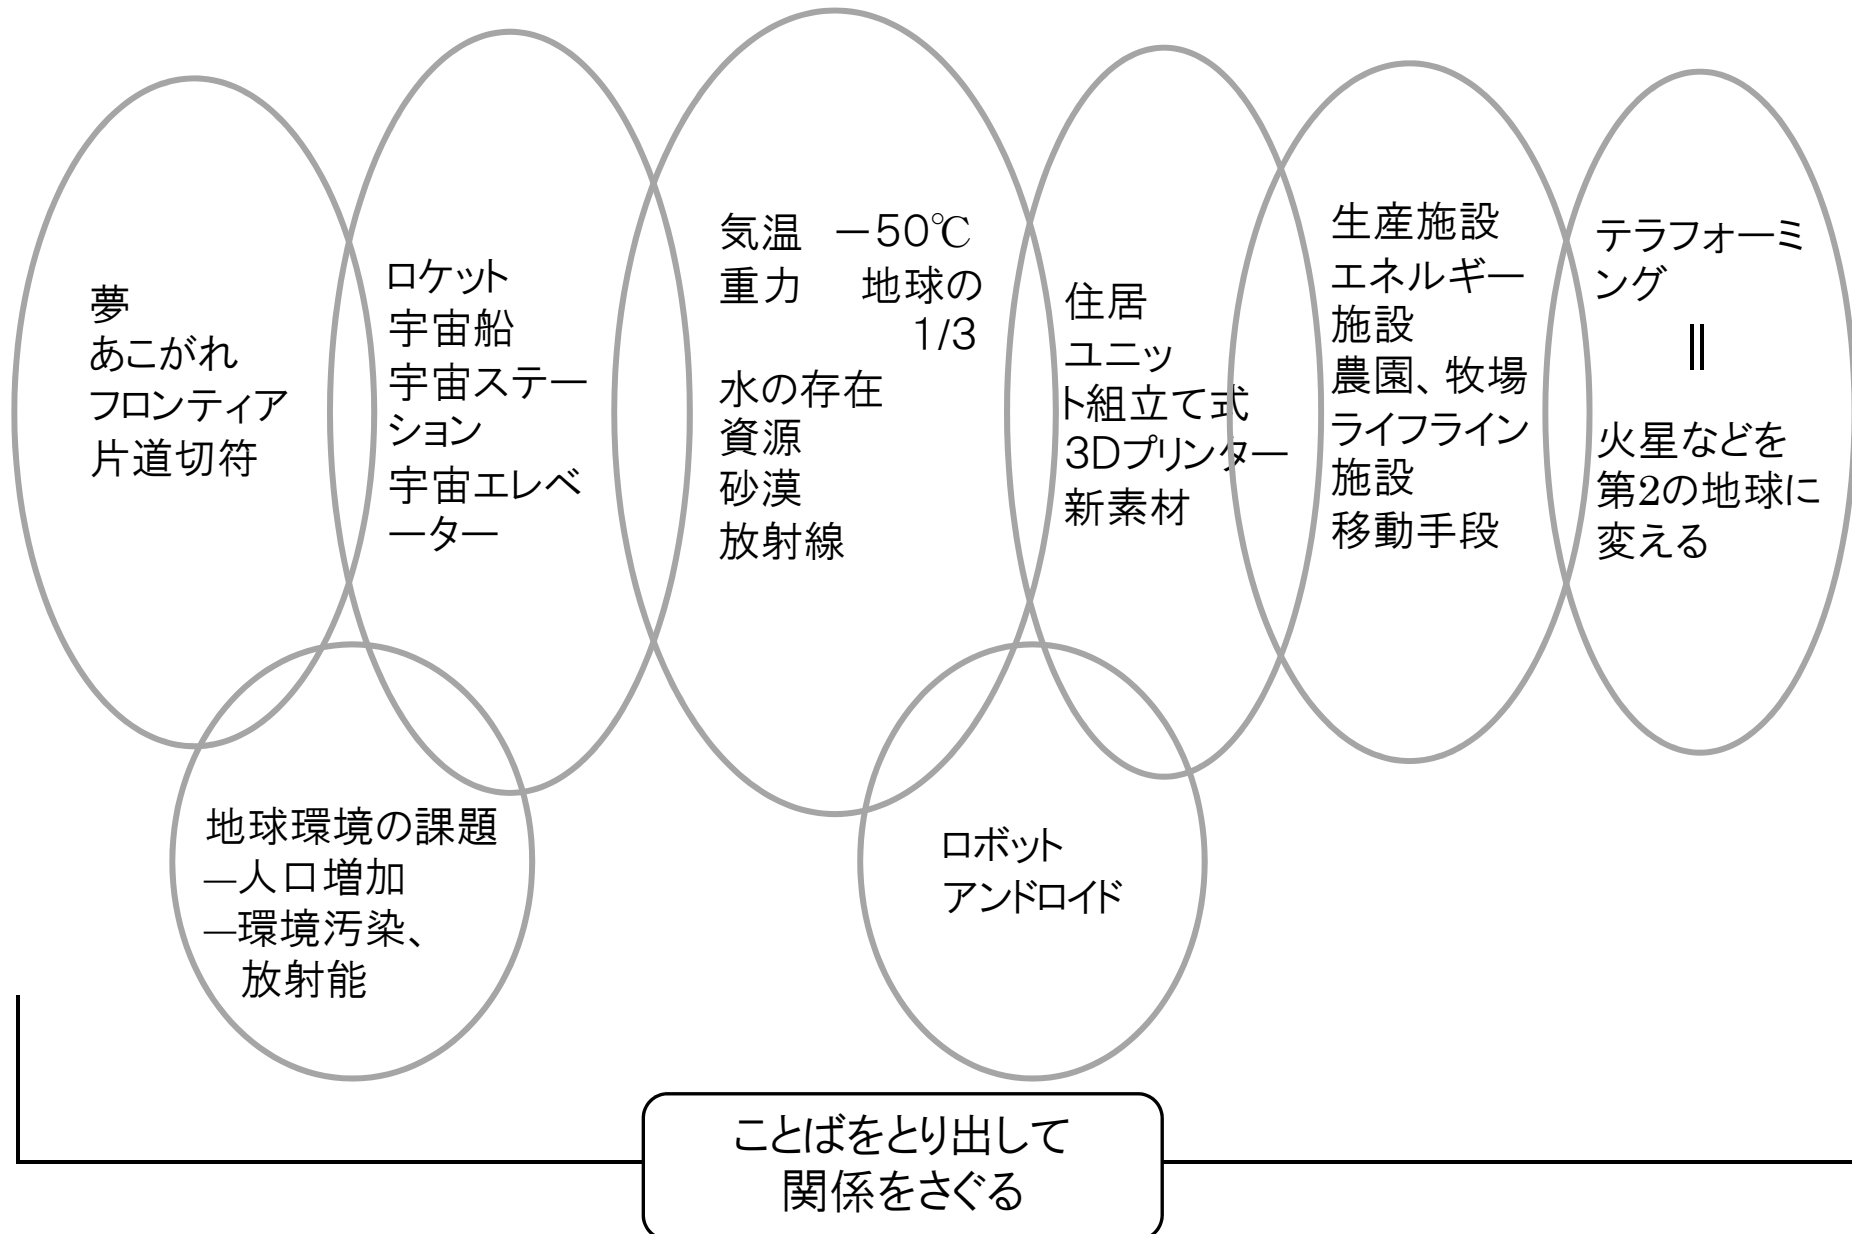 夢
あこがれ
フロンティア
片道切符
ロケット
宇宙船
宇宙ステー
ション
宇宙エレベ
ーター
気温　－50℃
重力　地球の
1/3
水の存在
資源
砂漠
放射線
住居
ユニッ
ト組立て式
3Dプリンター
新素材
生産施設
エネルギー
施設
農園、牧場
ライフライン
施設
移動手段
テラフォーミ
ング
＝
火星などを
第2の地球に
変える
地球環境の課題
—人口増加
—環境汚染、
放射能
ロボット
アンドロイド
ことばをとり出して
関係をさぐる